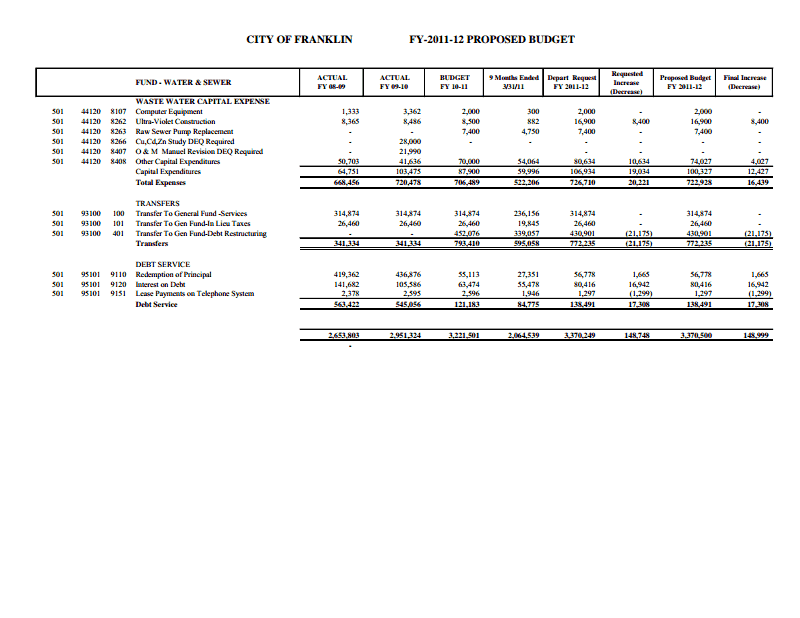 CITY OF FRANKLIN FY-2011-12 PROPOSED BUDGET
FUND - WATER & SEWER ACTUAL FY 08-09 ACTUAL FY 09-10 BUDGET FY 10-11 9 Months Ended 3/31/11 Depart Request FY 2011-12 Requested Increase (Decrease) Proposed Budget FY 2011-12 Final Increase (Decrease)
WASTE WATER CAPITAL EXPENSE
501 44120 8107 Computer Equipment 1,333 3,362 2,000 300 2,000 - 2,000 -
501 44120 8262 Ultra-Violet Construction 8,365 8,486 8,500 882 16,900 8,400 16,900 8,400
501 44120 8263 Raw Sewer Pump Replacement - - 7,400 4,750 7,400 - 7,400 -
501 44120 8266 Cu,Cd,Zn Study DEQ Required - 28,000 - - - - - -
501 44120 8407 O & M Manuel Revision DEQ Required - 21,990 - - - -
501 44120 8408 Other Capital Expenditures 50,703 41,636 70,000 54,064 80,634 10,634 74,027 4,027
Capital Expenditures 64,751 103,475 87,900 59,996 106,934 19,034 100,327 12,427
Total Expenses 668,456 720,478 706,489 522,206 726,710 20,221 722,928 16,439
TRANSFERS
501 93100 100 Transfer To General Fund -Services 314,874 314,874 314,874 236,156 314,874 - 314,874 -
501 93100 101 Transfer To Gen Fund-In Lieu Taxes 26,460 26,460 26,460 19,845 26,460 - 26,460 -
501 93100 401 Transfer To Gen Fund-Debt Restructuring - - 452,076 339,057 430,901 (21,175) 430,901 (21,175)
Transfers 341,334 341,334 793,410 595,058 772,235 (21,175) 772,235 (21,175)
DEBT SERVICE
501 95101 9110 Redemption of Principal 419,362 436,876 55,113 27,351 56,778 1,665 56,778 1,665
501 95101 9120 Interest on Debt 141,682 105,586 63,474 55,478 80,416 16,942 80,416 16,942
501 95101 9151 Lease Payments on Telephone System 2,378 2,595 2,596 1,946 1,297 (1,299) 1,297 (1,299)
Debt Service 563,422 545,056 121,183 84,775 138,491 17,308 138,491 17,308
2,653,803 2,951,324 3,221,501 2,064,539 3,370,249 148,748 3,370,500 148,999
-